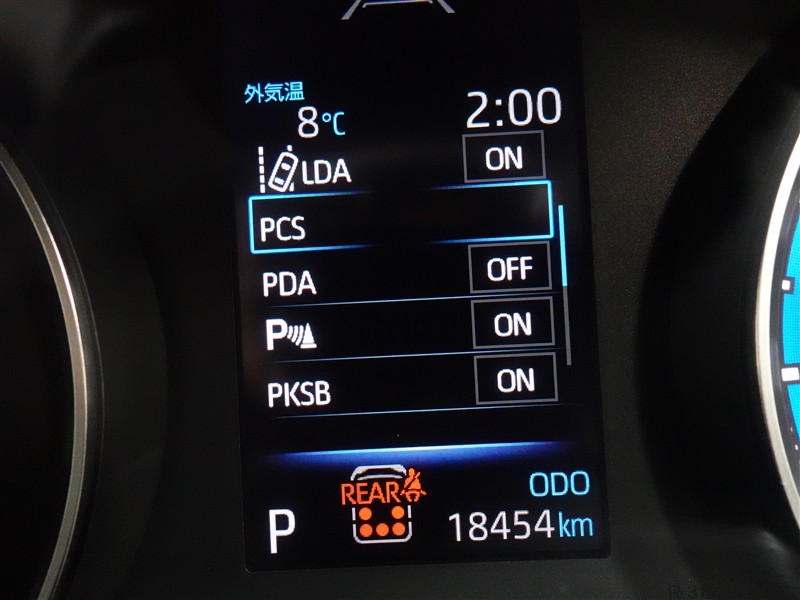 外気温
8℃ 2:00
LDA ON
PCS
PDA OFF
P ON
PKSB ON
REAR
P
ODO
18454km